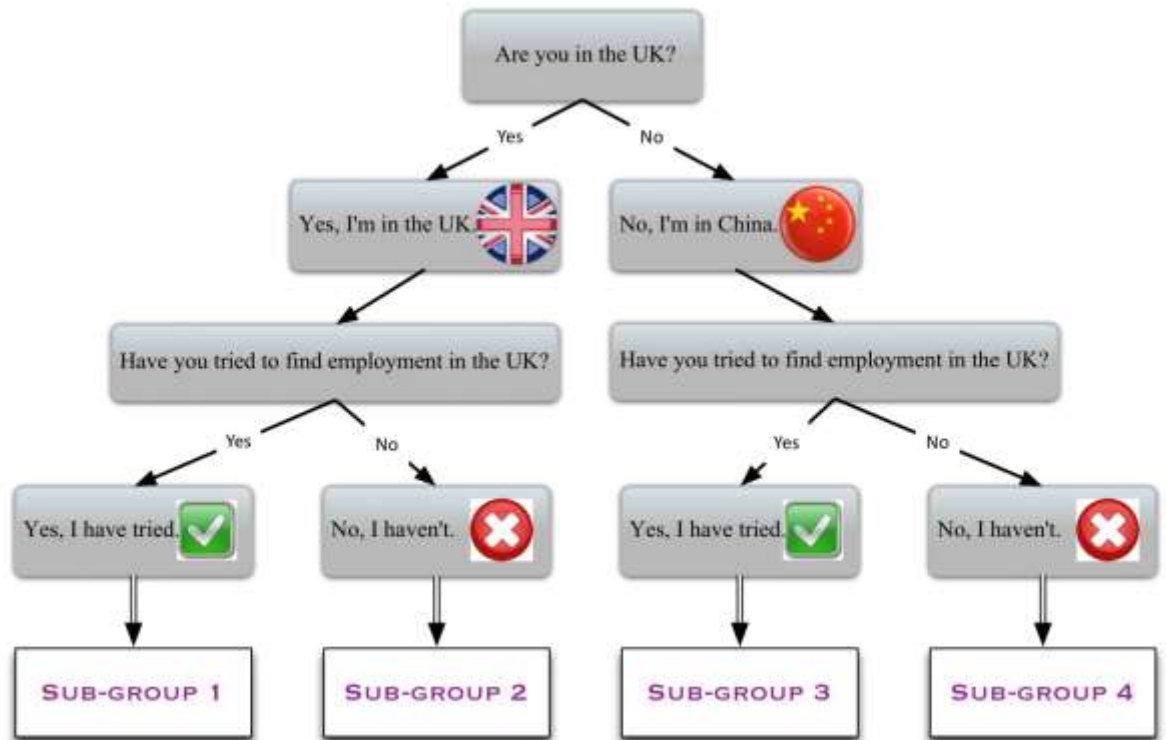 Are you in the UK?
Yes
No
Yes, I'm in the UK.
No, I'm in China.
Have you tried to find employment in the UK?
Have you tried to find employment in the UK?
Yes
No
Yes
No
Yes, I have tried.
No, I haven't.
Yes, I have tried.
No, I haven't.
SUB-GROUP 1
SUB-GROUP 2
SUB-GROUP 3
SUB-GROUP 4